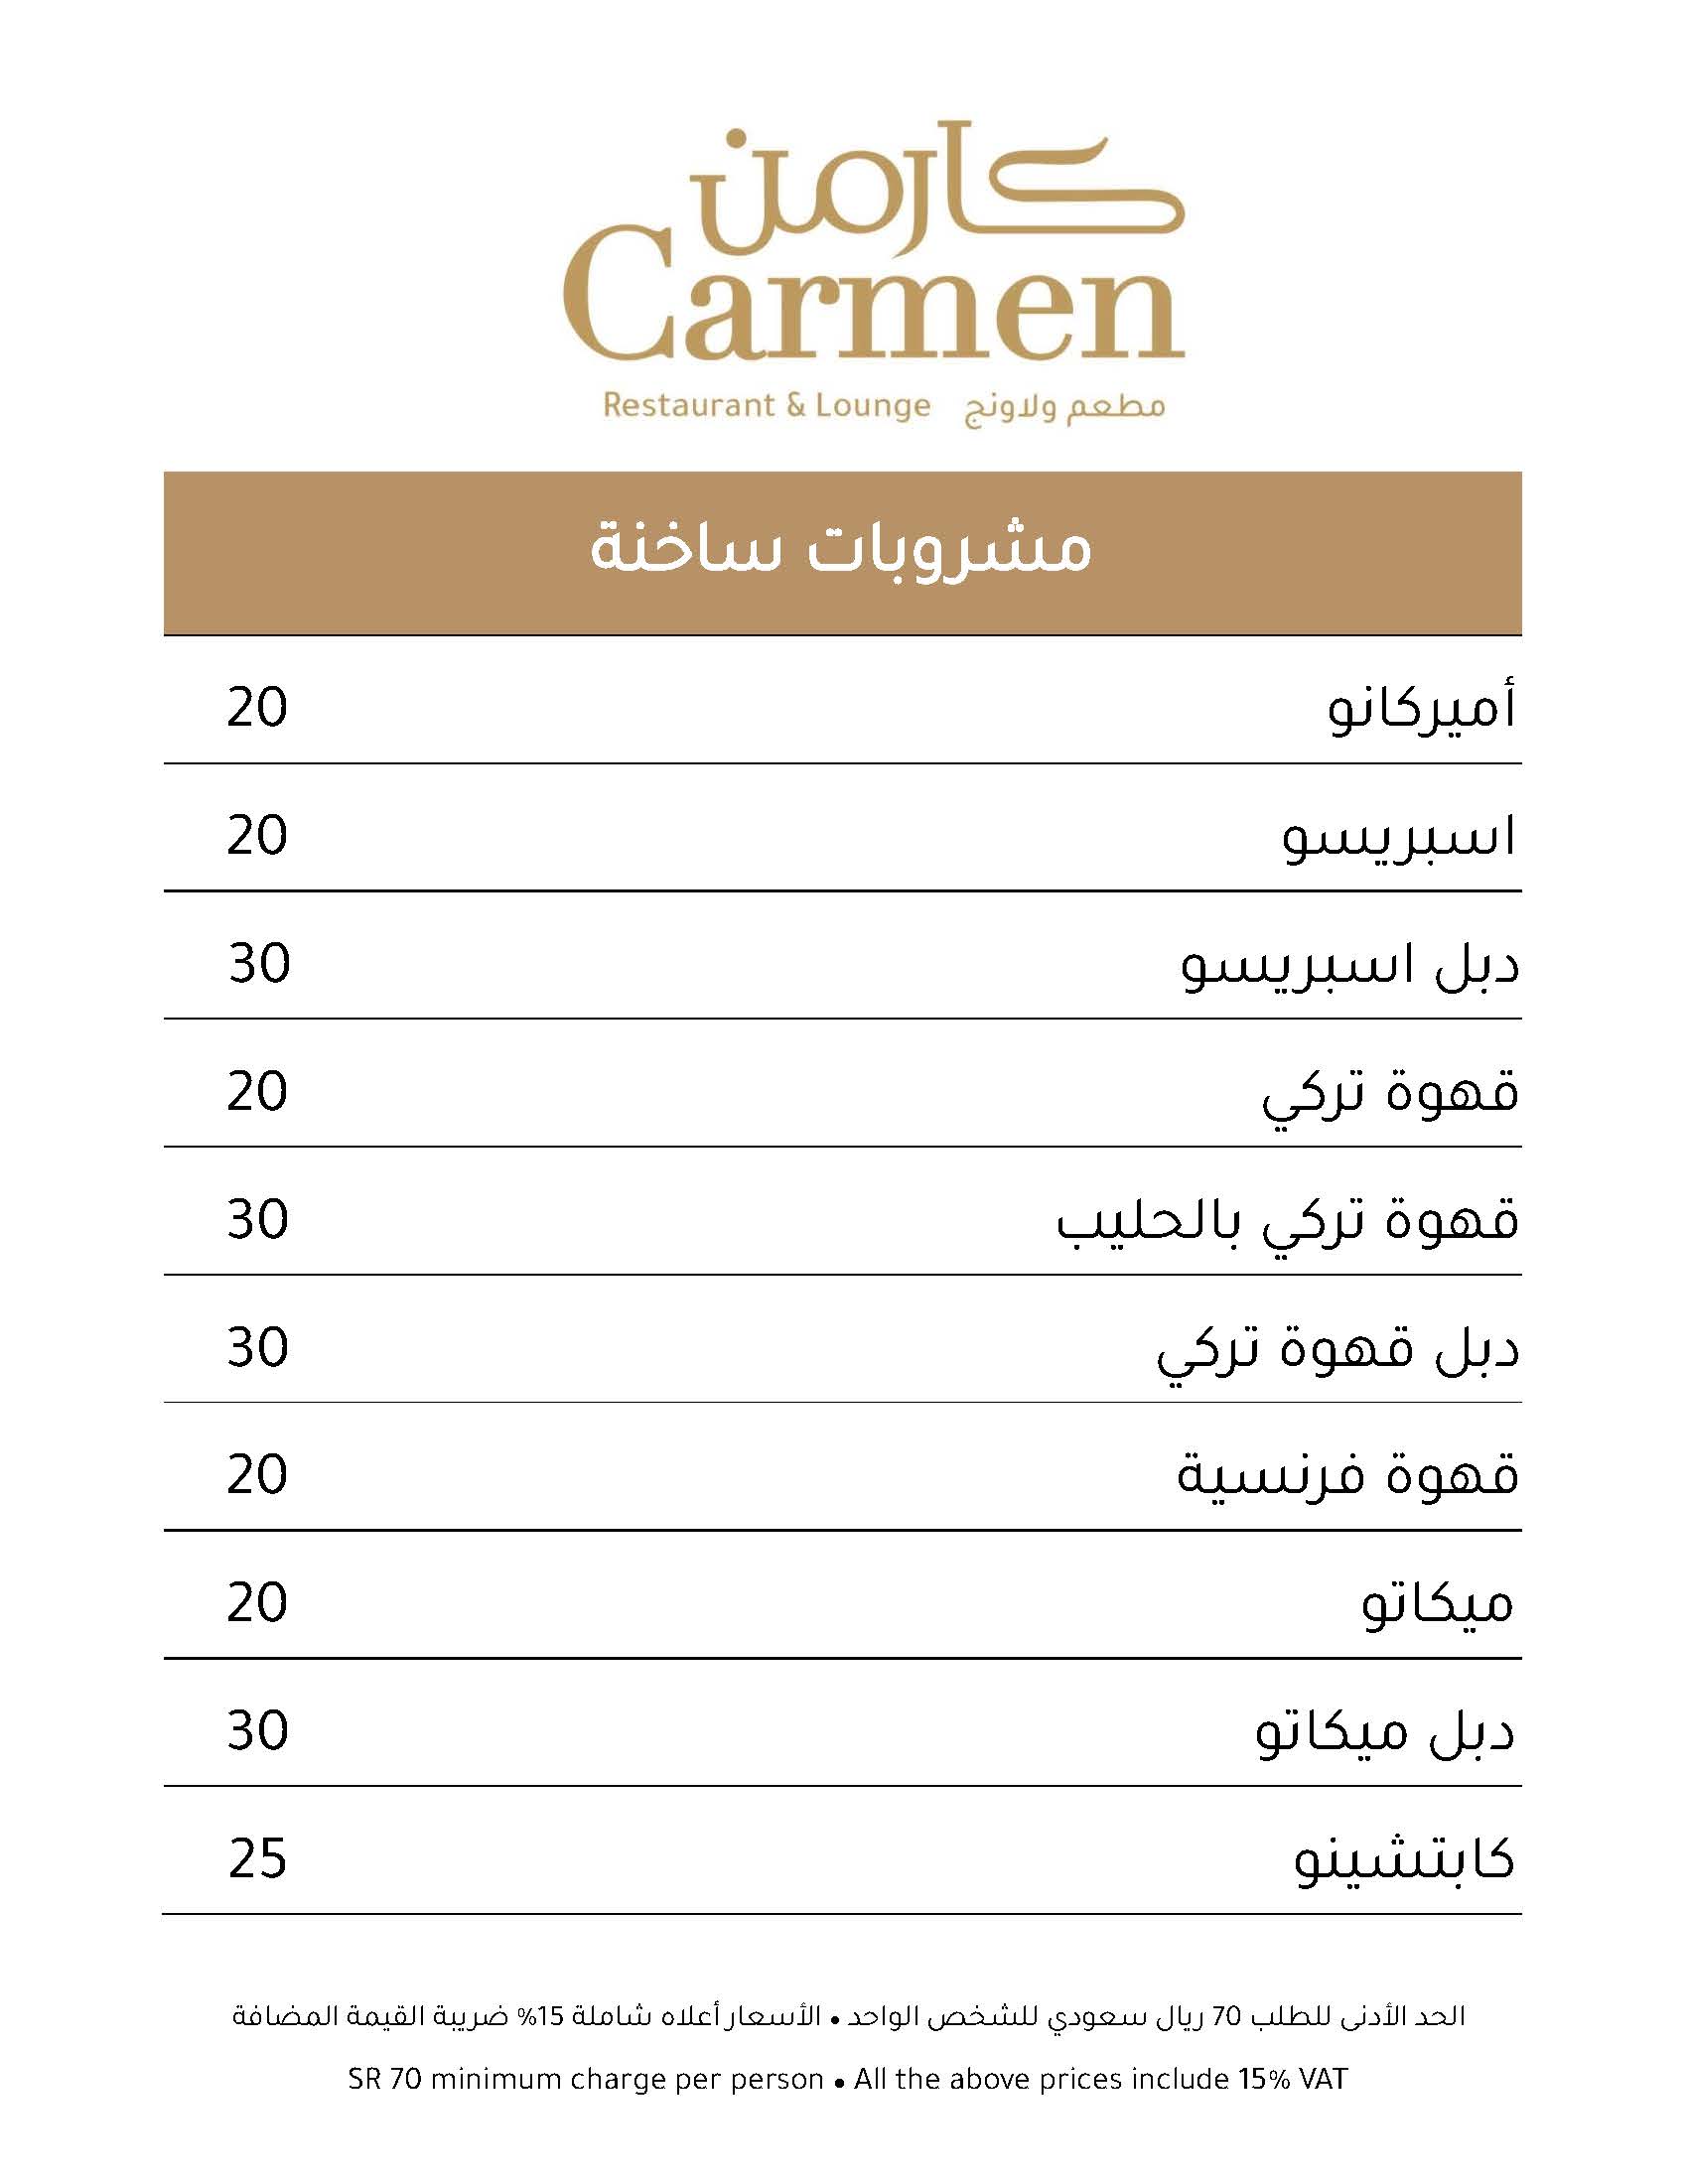 كارمن
Carmen
Restaurant & Lounge مطعم ولاونج
مشروبات ساخنة
أميركانو 20
اسبريسو 20
دبل اسبريسو 30
قهوة تركي 20
قهوة تركي بالحليب 30
دبل قهوة تركي 30
قهوة فرنسية 20
ميكاتو 20
دبل ميكاتو 30
كابتشينو 25
الحد الأدنى للطلب 70 ريال سعودي للشخص الواحد • الأسعار أعلاه شاملة 15% ضريبة القيمة المضافة
SR 70 minimum charge per person • All the above prices include 15% VAT